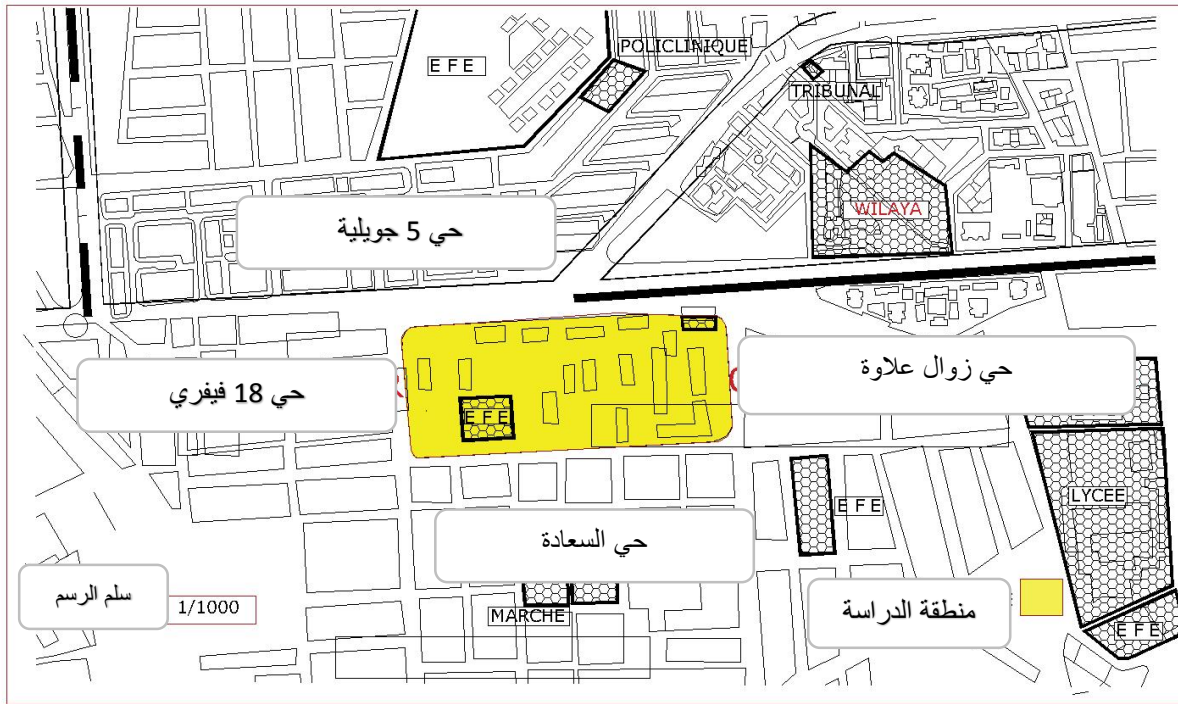 POLICLINIQUE
E F E
TRIBUNAL
WILAYA
حي 5 جويلية
حي زوال علاوة
حي 18 فيفري
E F E
LYCEE
E F E
حي السعادة
سلم الرسم
1/1000
MARCHE
منطقة الدراسة
E F E